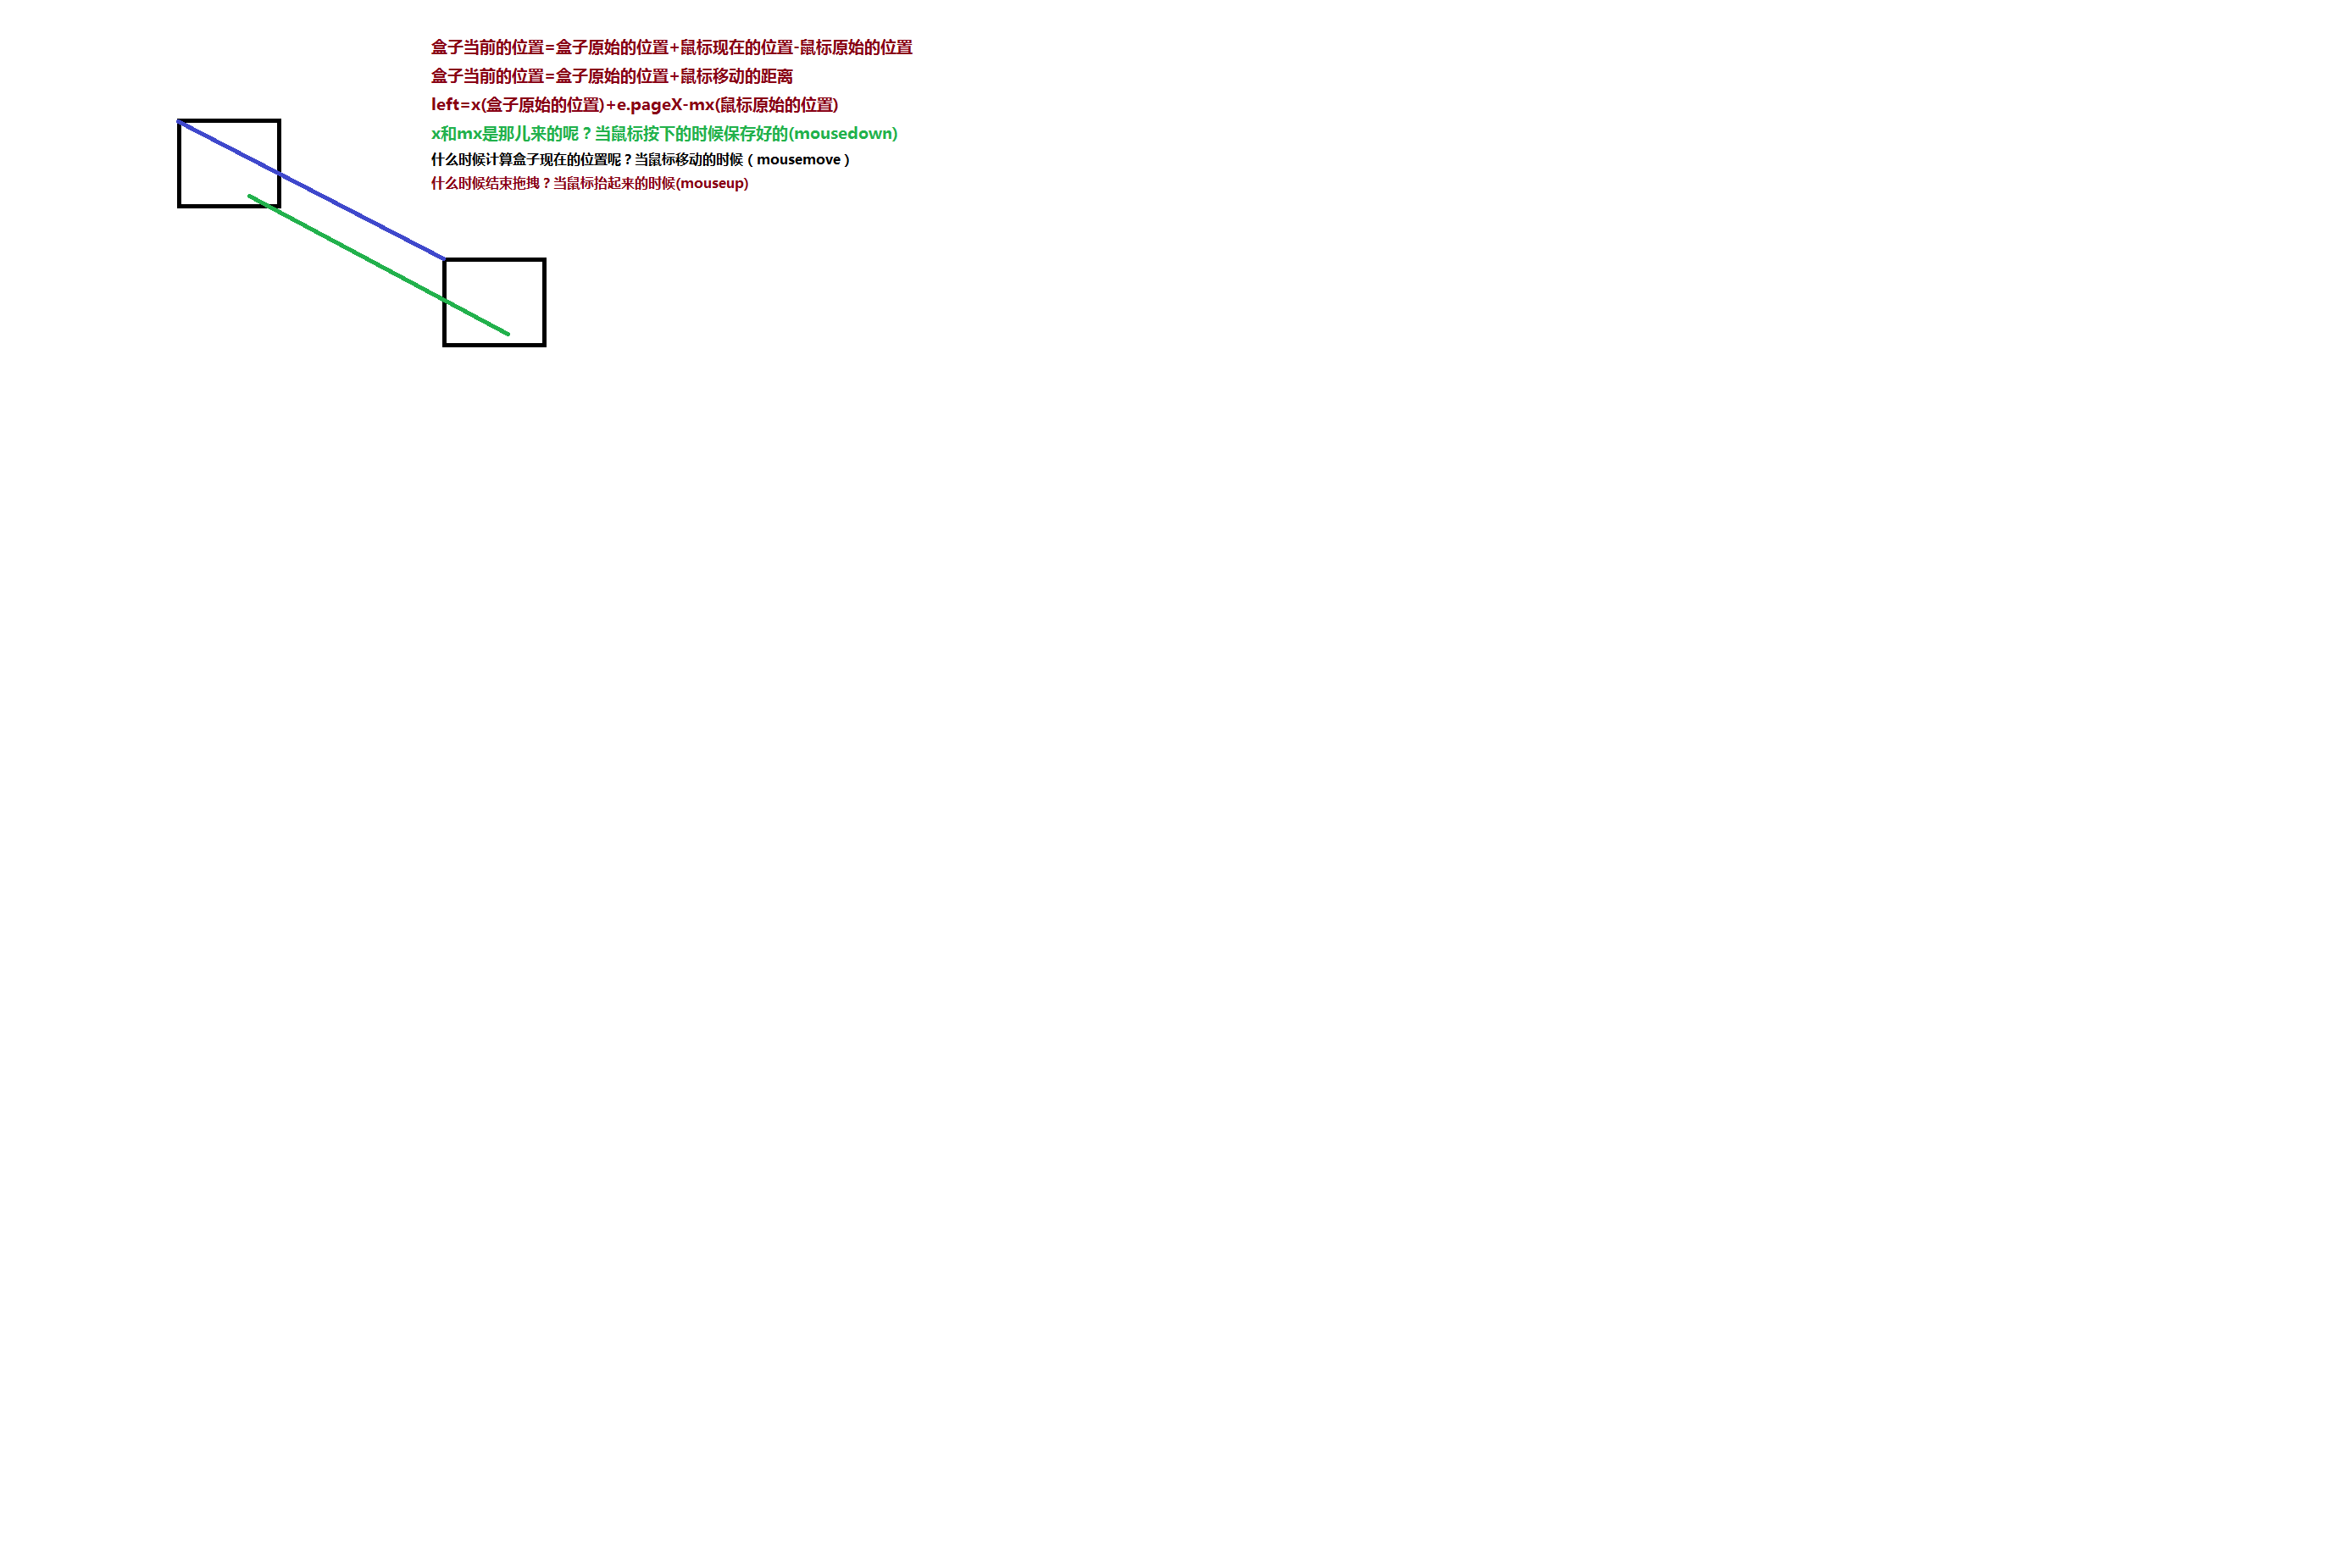 盒子当前的位置=盒子原始的位置+鼠标现在的位置-鼠标原始的位置
盒子当前的位置=盒子原始的位置+鼠标移动的距离
left=x(盒子原始的位置)+e.pageX-mx(鼠标原始的位置)
x和mx是那儿来的呢？当鼠标按下的时候保存好的(mousedown)
什么时候计算盒子现在的位置呢？当鼠标移动的时候（mousemove）
什么时候结束拖拽？当鼠标抬起来的时候(mouseup)